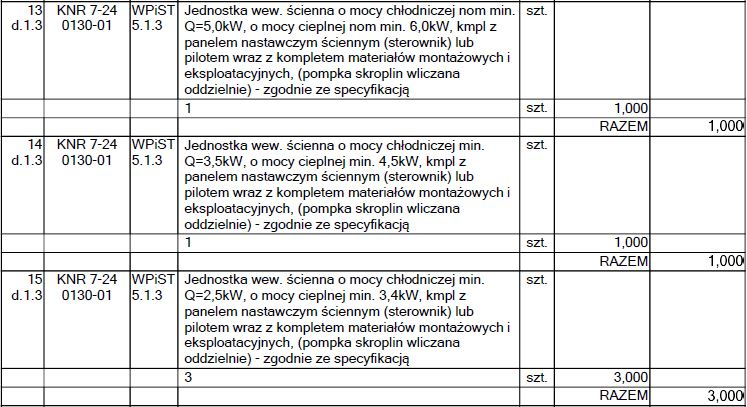 13 KNR 7-24 WPiST Jednostka wew. ścienna o mocy chłodniczej nom min. szt.
d.1.3 0130-01 5.1.3 Q=5,0kW, o mocy cieplnej nom min. 6,0kW, kmpl z
panelem nastawczym ściennym (sterownik) lub
pilotem wraz z kompletem materiałów montażowych i
eksploatacyjnych, (pompka skroplin wliczana
oddzielnie) - zgodnie ze specyfikacją
1 szt. 1,000
RAZEM 1,000
14 KNR 7-24 WPiST Jednostka wew. ścienna o mocy chłodniczej min. szt.
d.1.3 0130-01 5.1.3 Q=3,5kW, o mocy cieplnej min. 4,5kW, kmpl z
panelem nastawczym ściennym (sterownik) lub
pilotem wraz z kompletem materiałów montażowych i
eksploatacyjnych, (pompka skroplin wliczana
oddzielnie) - zgodnie ze specyfikacją
1 szt. 1,000
RAZEM 1,000
15 KNR 7-24 WPiST Jednostka wew. ścienna o mocy chłodniczej min. szt.
d.1.3 0130-01 5.1.3 Q=2,5kW, o mocy cieplnej min. 3,4kW, kmpl z
panelem nastawczym ściennym (sterownik) lub
pilotem wraz z kompletem materiałów montażowych i
eksploatacyjnych, (pompka skroplin wliczana
oddzielnie) - zgodnie ze specyfikacją
3 szt. 3,000
RAZEM 3,000